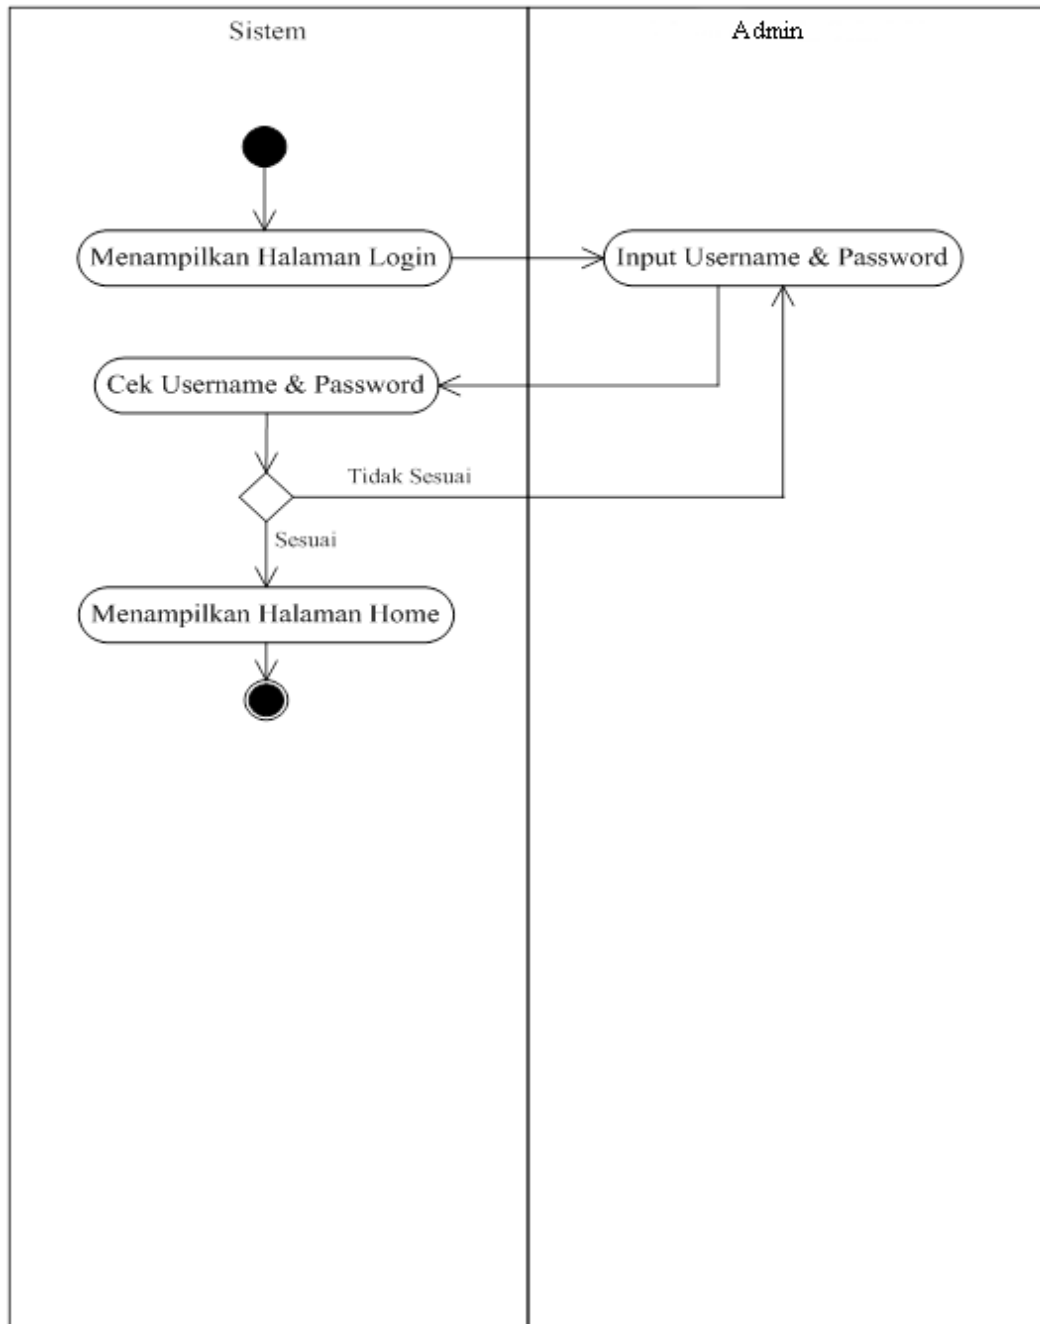 Sistem
Admin
Menampilkan Halaman Login
Input Username & Password
Cek Username & Password
Tidak Sesuai
Sesuai
Menampilkan Halaman Home